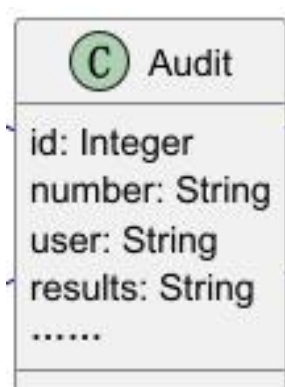 C Audit
id: Integer
number: String
user: String
results: String
......